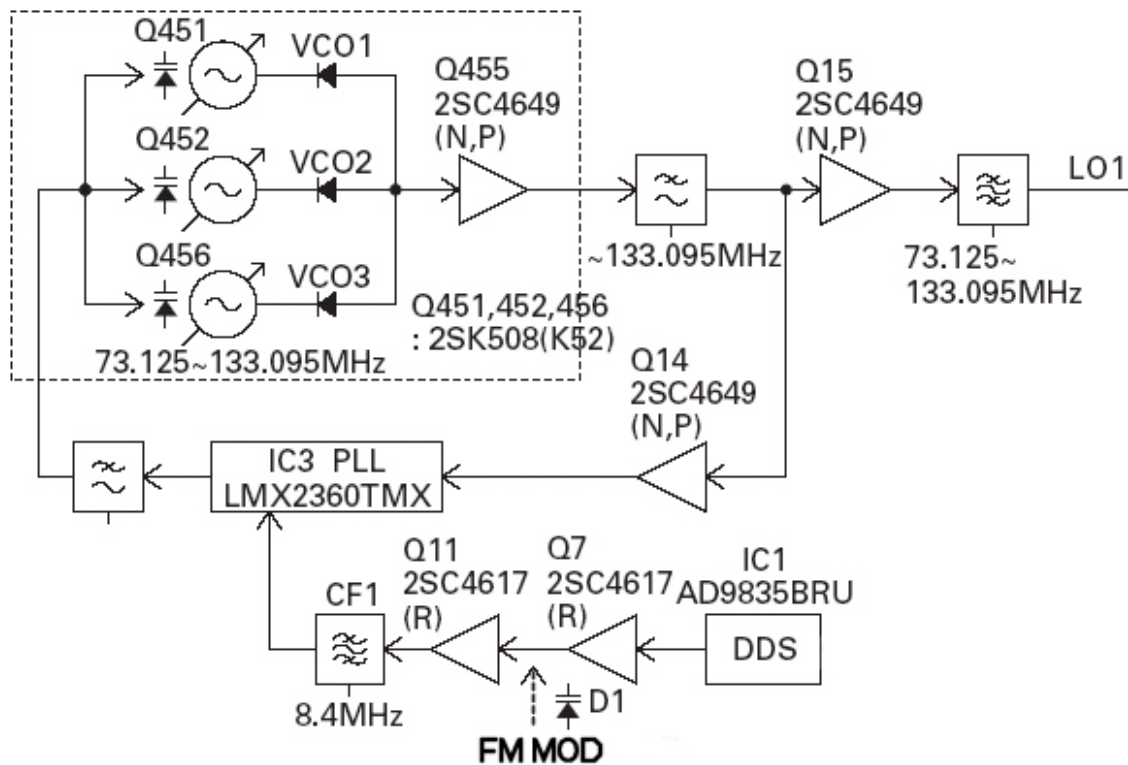 Q451
VCO1
Q455
2SC4649
(N,P)
Q15
2SC4649
(N,P)
Q452
VCO2
LO1
Q456
VCO3
~133.095MHz
73.125~
133.095MHz
Q451,452,456
: 2SK508(K52)
73.125~133.095MHz
Q14
2SC4649
(N,P)
IC3 PLL
LMX2360TMX
Q11
2SC4617
(R)
Q7
2SC4617
(R)
IC1
AD9835BRU
CF1
DDS
8.4MHz
D1
FM MOD